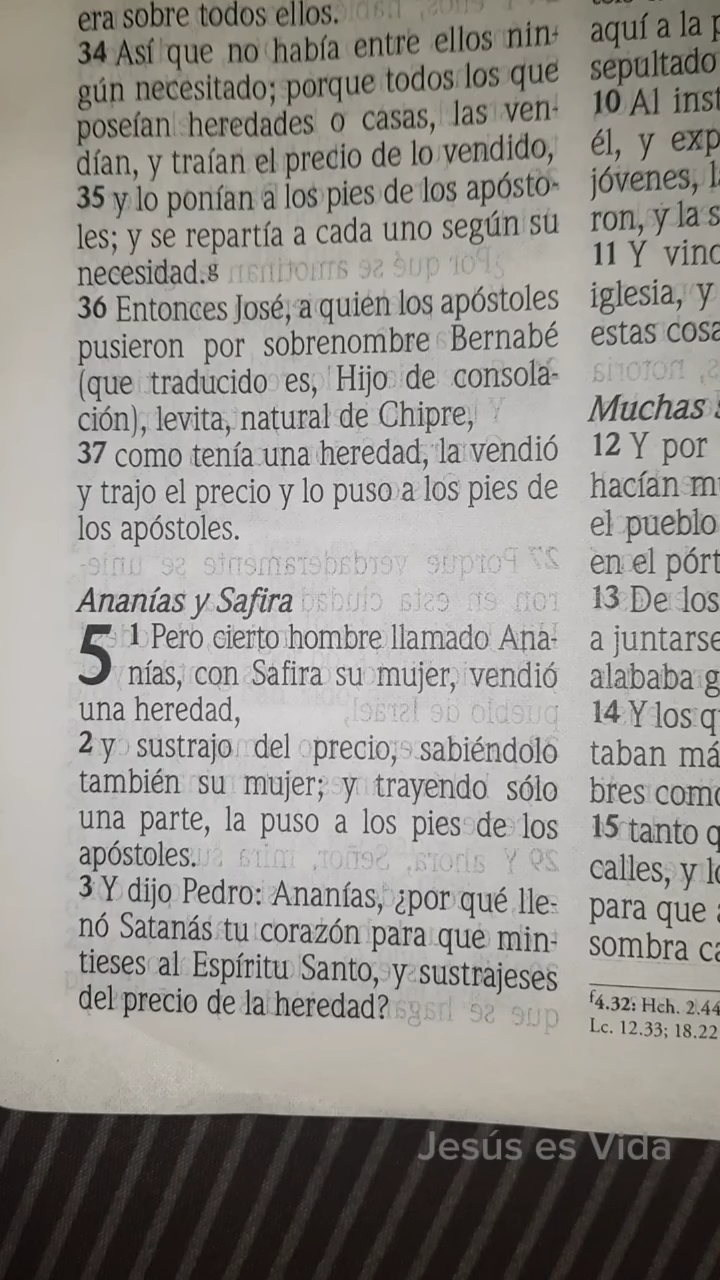 era sobre todos ellos.
34 Así que no había entre ellos nin-
gún necesitado; porque todos los que
poseían heredades o casas, las ven-
dían, y traían el precio de lo vendido,
35 y lo ponían a los pies de los apósto-
les; y se repartía a cada uno según su
necesidad.g
36 Entonces José, a quien los apóstoles
pusieron por sobrenombre Bernabé
(que traducido es, Hijo de consola-
ción), levita, natural de Chipre,
37 como tenía una heredad, la vendió
y trajo el precio y lo puso a los pies de
los apóstoles.
Ananías y Safira
5 1 Pero cierto hombre llamado Ana-
nías, con Safira su mujer, vendió
una heredad,
2 y sustrajo del precio, sabiéndolo
también su mujer; y trayendo sólo
una parte, la puso a los pies de los
apóstoles.
3 Y dijo Pedro: Ananías, ¿por qué lle-
nó Satanás tu corazón para que min-
tieses al Espíritu Santo, y sustrajeses
del precio de la heredad?
aquí a la
sepultado
10 Al
él, y
jóvenes,
ron, y la
11 Y
iglesia, y
estas
Muchas
12 Y por
hacían
el pueblo
en el
13 De los
a
alababa
14 Y los
taban
bres
15 tanto
calles, y
para que
sombra
f4.32: Hch. 2.44
Lc. 12.33; 18.22
Jesús es Vida